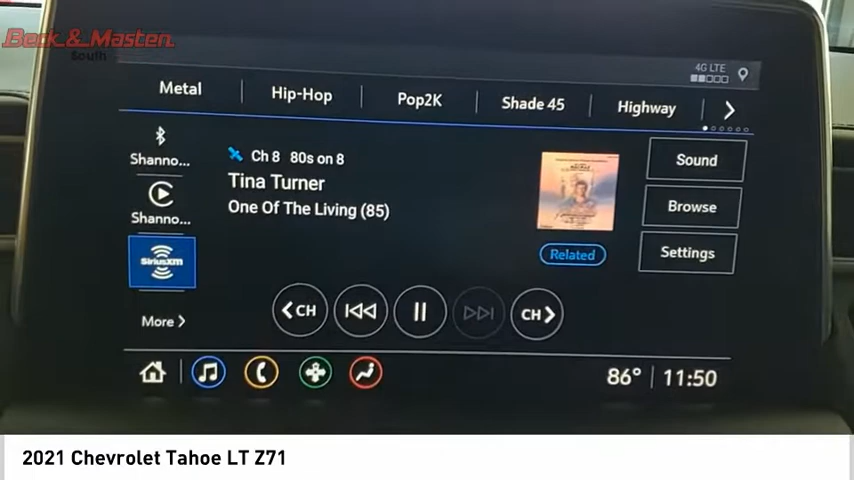 Beck & Masten
South
4G LTE
Metal
Hip-Hop
Pop2K
Shade 45
Highway
Shanno...
Ch 8 80s on 8
Sound
Tina Turner
Shanno...
One Of The Living (85)
Browse
SiriusXM
Related
Settings
More
CH
CH
86° 11:50
2021 Chevrolet Tahoe LT Z71